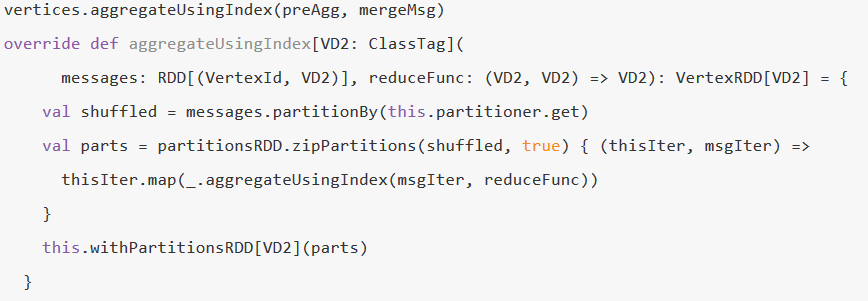 vertices.aggregateUsingIndex(preAgg, mergeMsg)
override def aggregateUsingIndex[VD2: ClassTag](
      messages: RDD[(VertexId, VD2)], reduceFunc: (VD2, VD2) => VD2): VertexRDD[VD2] = {
    val shuffled = messages.partitionBy(this.partitioner.get)
    val parts = partitionsRDD.zipPartitions(shuffled, true) { (thisIter, msgIter) =>
      thisIter.map(_.aggregateUsingIndex(msgIter, reduceFunc))
    }
    this.withPartitionsRDD[VD2](parts)
  }